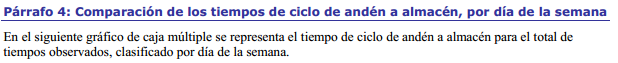 Párrafo 4: Comparación de los tiempos de ciclo de andén a almacén, por día de la semana
En el siguiente gráfico de caja múltiple se representa el tiempo de ciclo de andén a almacén para el total de
tiempos observados, clasificado por día de la semana.